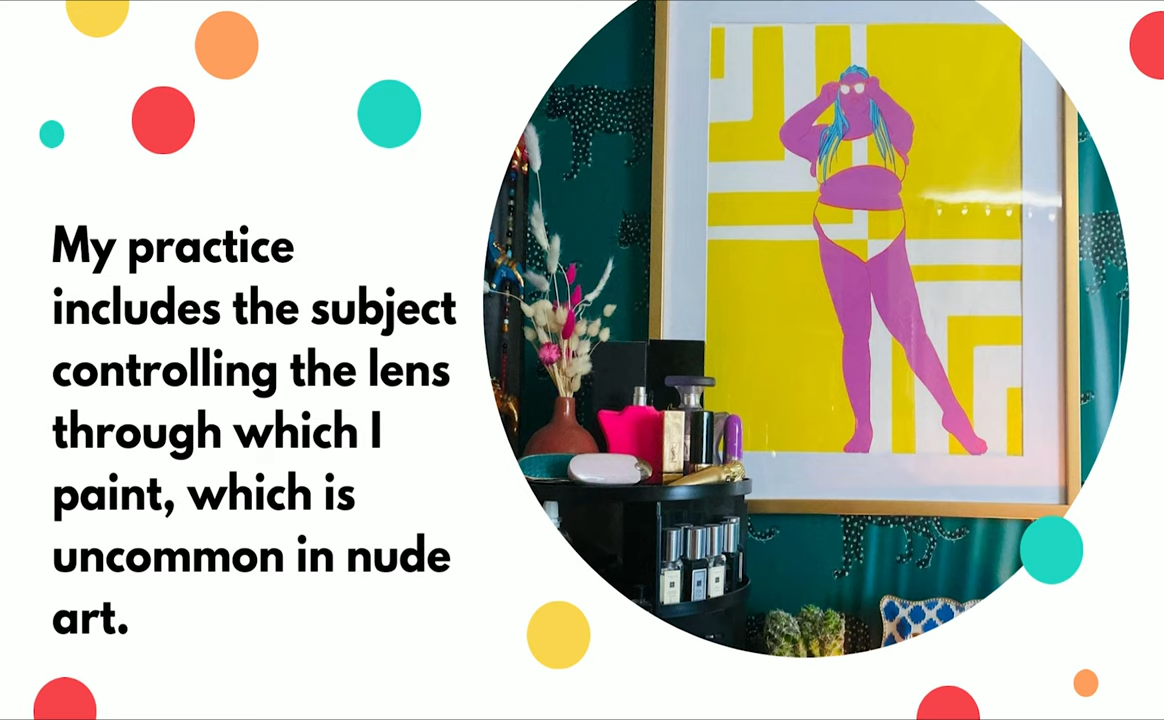 My practice
includes the subject
controlling the lens
through which I
paint, which is
uncommon in nude
art.